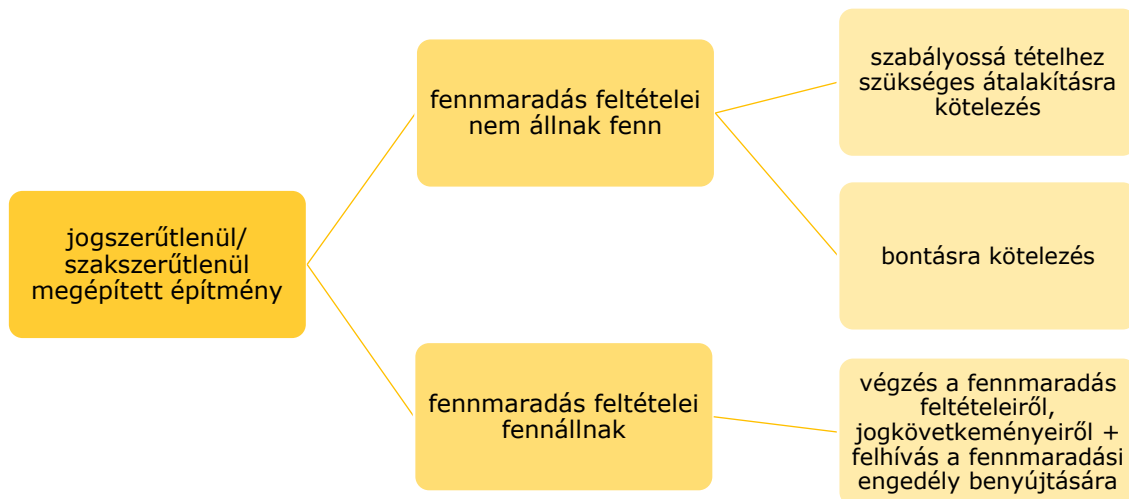 jogszerűtlenül/
szakszerűtlenül
megépített építmény
fennmaradás feltételei
nem állnak fenn
szabályossá tételhez
szükséges átalakításra
kötelezés
bontásra kötelezés
fennmaradás feltételei
fennállnak
végzés a fennmaradás
feltételeiről,
jogkövetkeményeiről +
felhívás a fennmaradási
engedély benyújtására